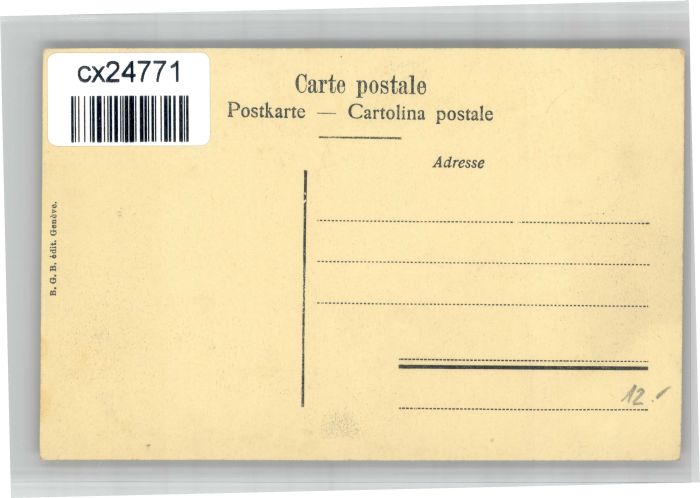 cx24771
Carte postale
Postkarte — Cartolina postale
Adresse
B. G. B. édit. Genève.
12.-